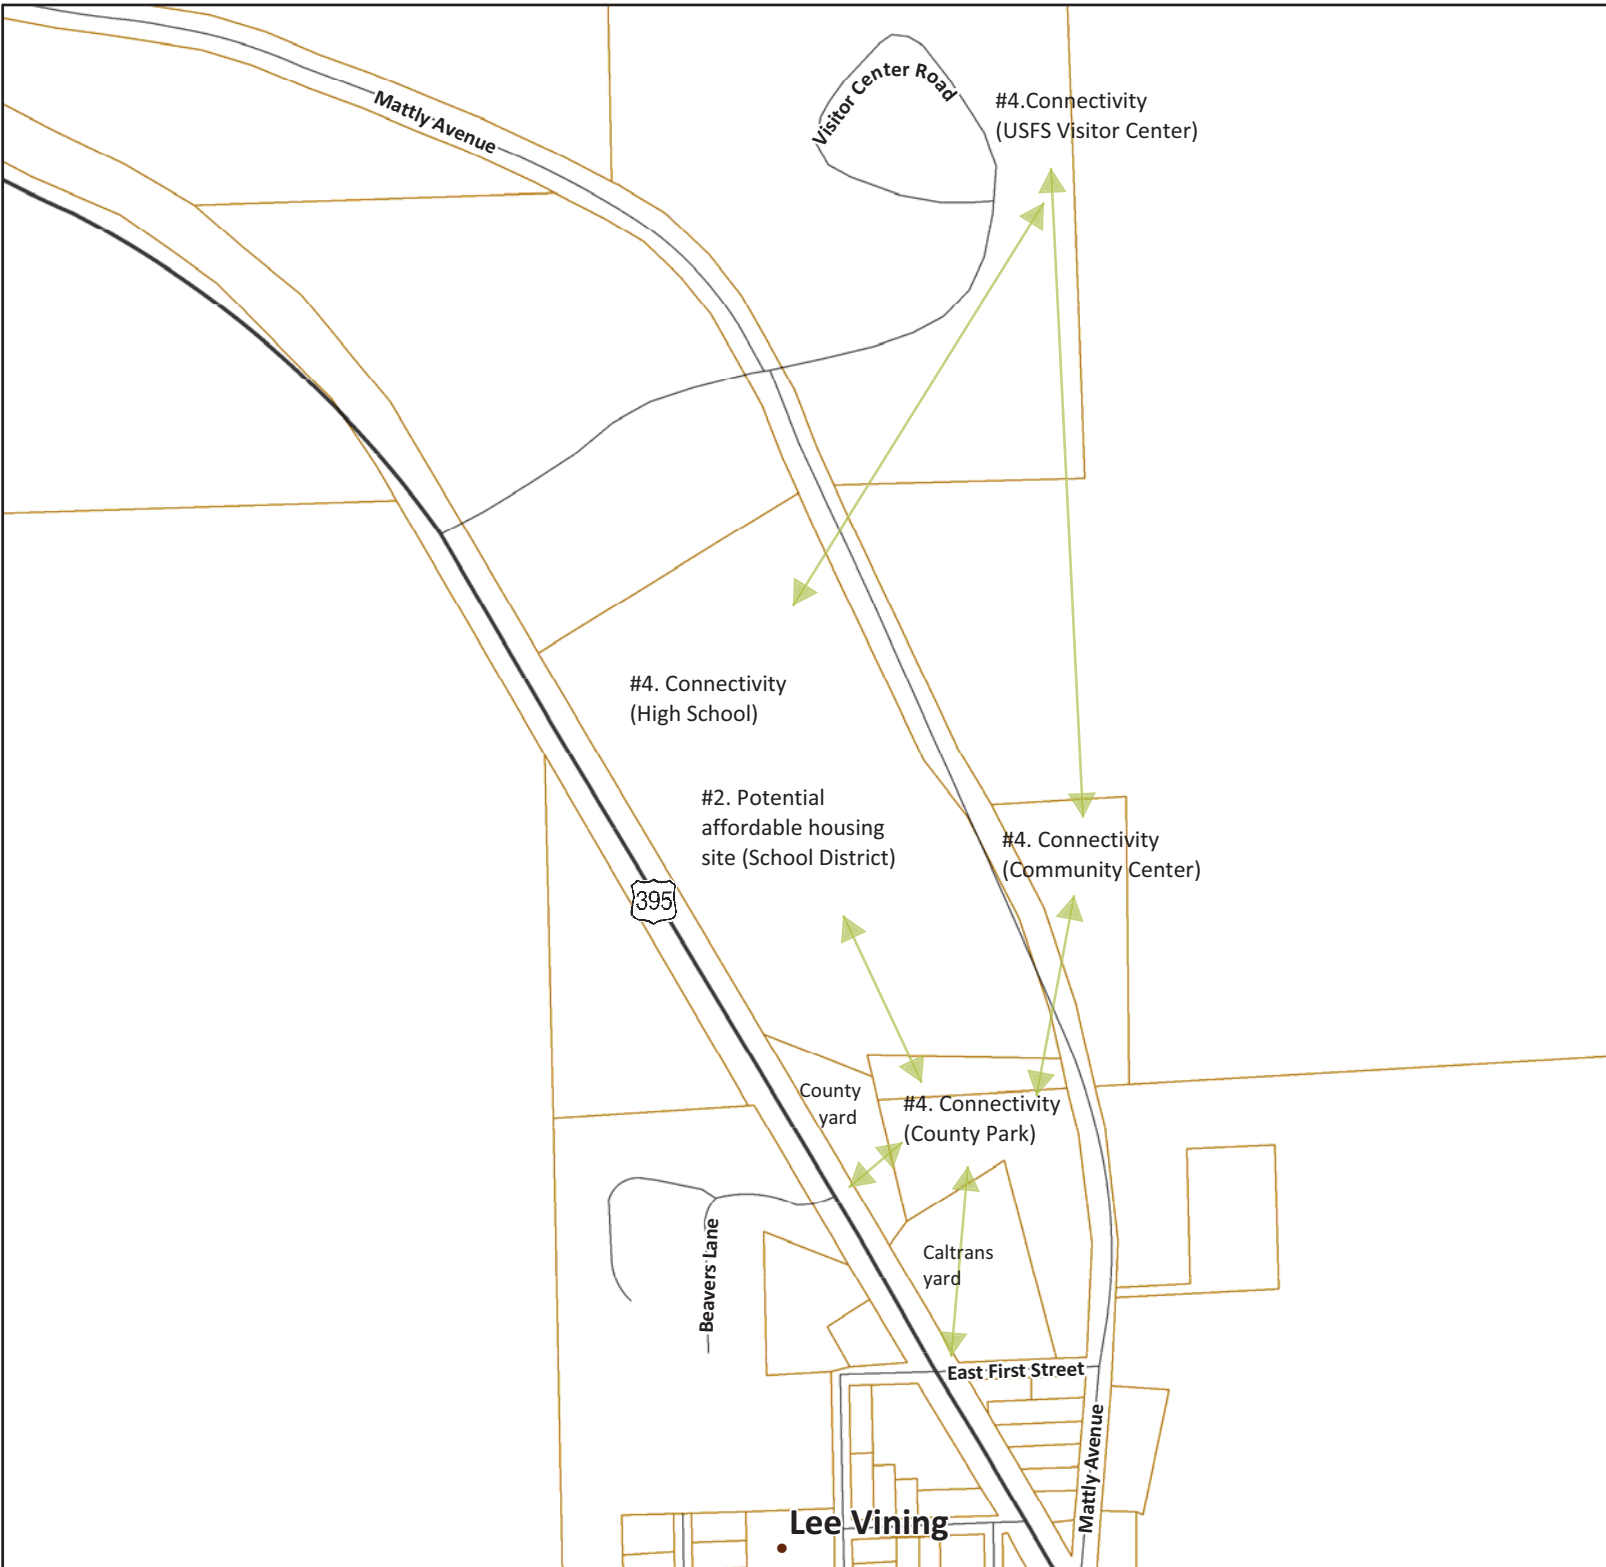 Visitor Center Road
#4.Connectivity
(USFS Visitor Center)
Mattly Avenue
#4. Connectivity
(High School)
#2. Potential
affordable housing
site (School District)
#4. Connectivity
(Community Center)
395
County
yard
#4. Connectivity
(County Park)
Beavers Lane
Caltrans
yard
East First Street
Mattly Avenue
Lee Vining